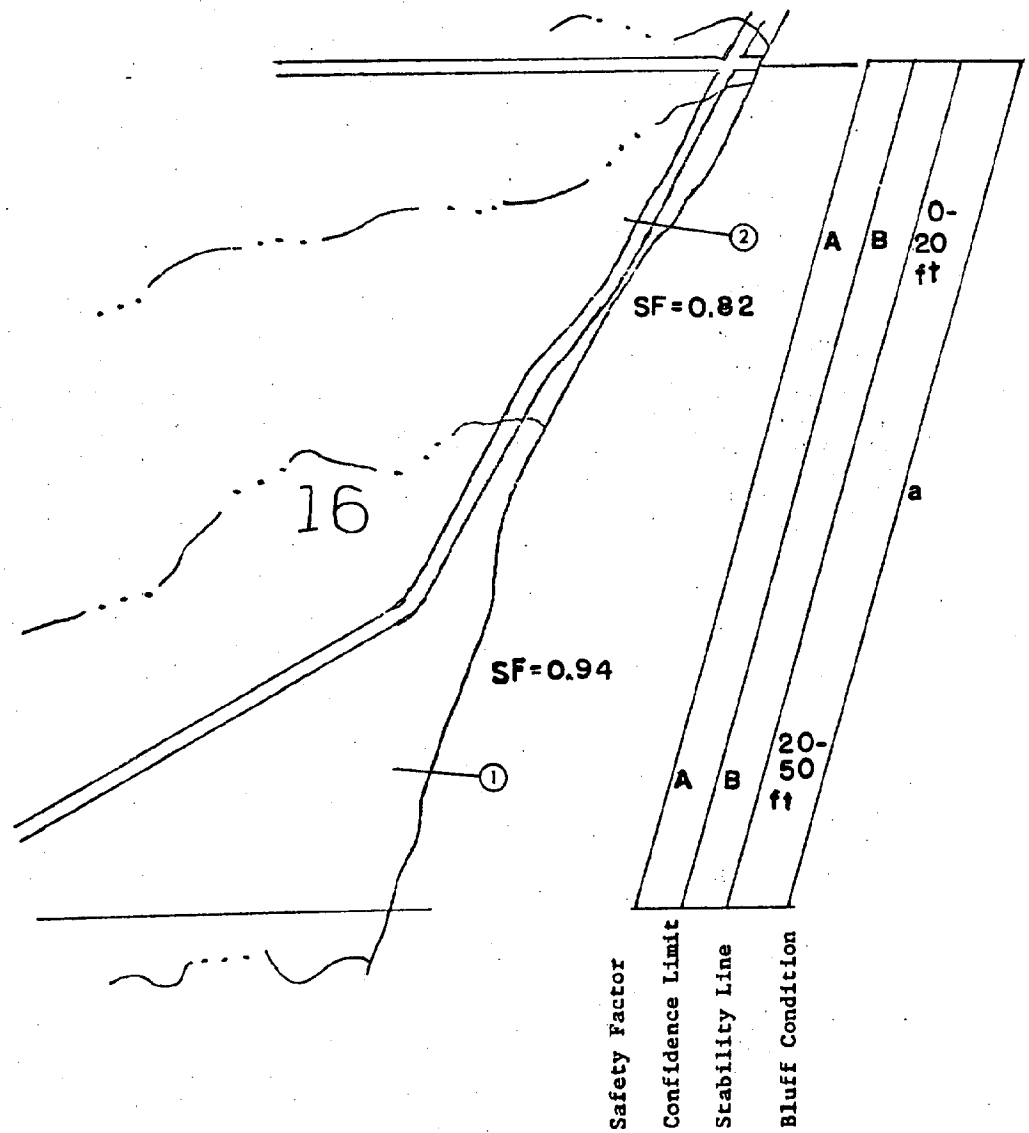 0-
20
ft
A
B
2
SF=0.82
16
a
SF=0.94
20-
50
ft
A
B
1
Safety Factor
Confidence Limit
Stability Line
Bluff Condition